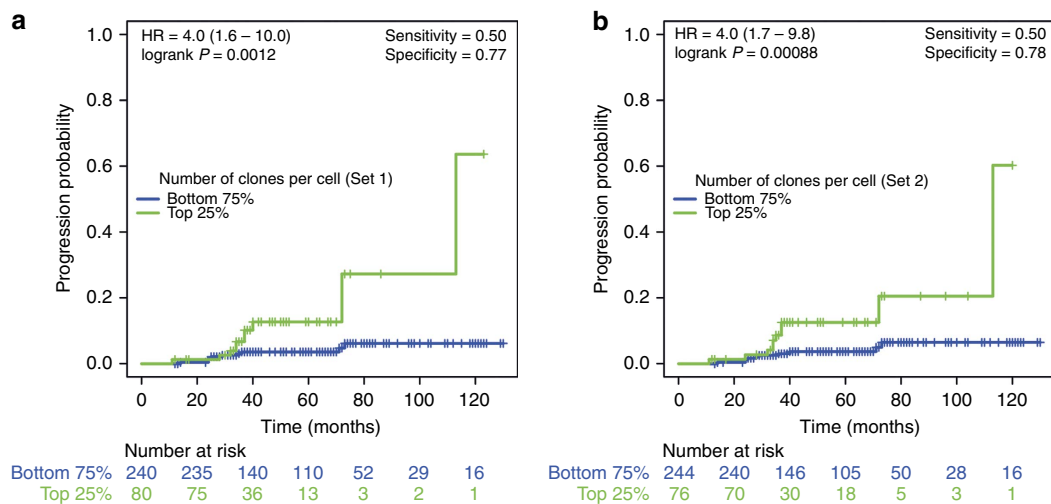 a
HR = 4.0 (1.6 – 10.0)
logrank P = 0.0012
Sensitivity = 0.50
Specificity = 0.77
Progression probability
1.0
0.8
0.6
0.4
0.2
0.0
Number of clones per cell (Set 1)
Bottom 75%
Top 25%
0 20 40 60 80 100 120
Time (months)
Number at risk
Bottom 75% 240 235 140 110 52 29 16
Top 25% 80 75 36 13 3 2 1
b
HR = 4.0 (1.7 – 9.8)
logrank P = 0.00088
Sensitivity = 0.50
Specificity = 0.78
Progression probability
1.0
0.8
0.6
0.4
0.2
0.0
Number of clones per cell (Set 2)
Bottom 75%
Top 25%
0 20 40 60 80 100 120
Time (months)
Number at risk
Bottom 75% 244 240 146 105 50 28 16
Top 25% 76 70 30 18 5 3 1